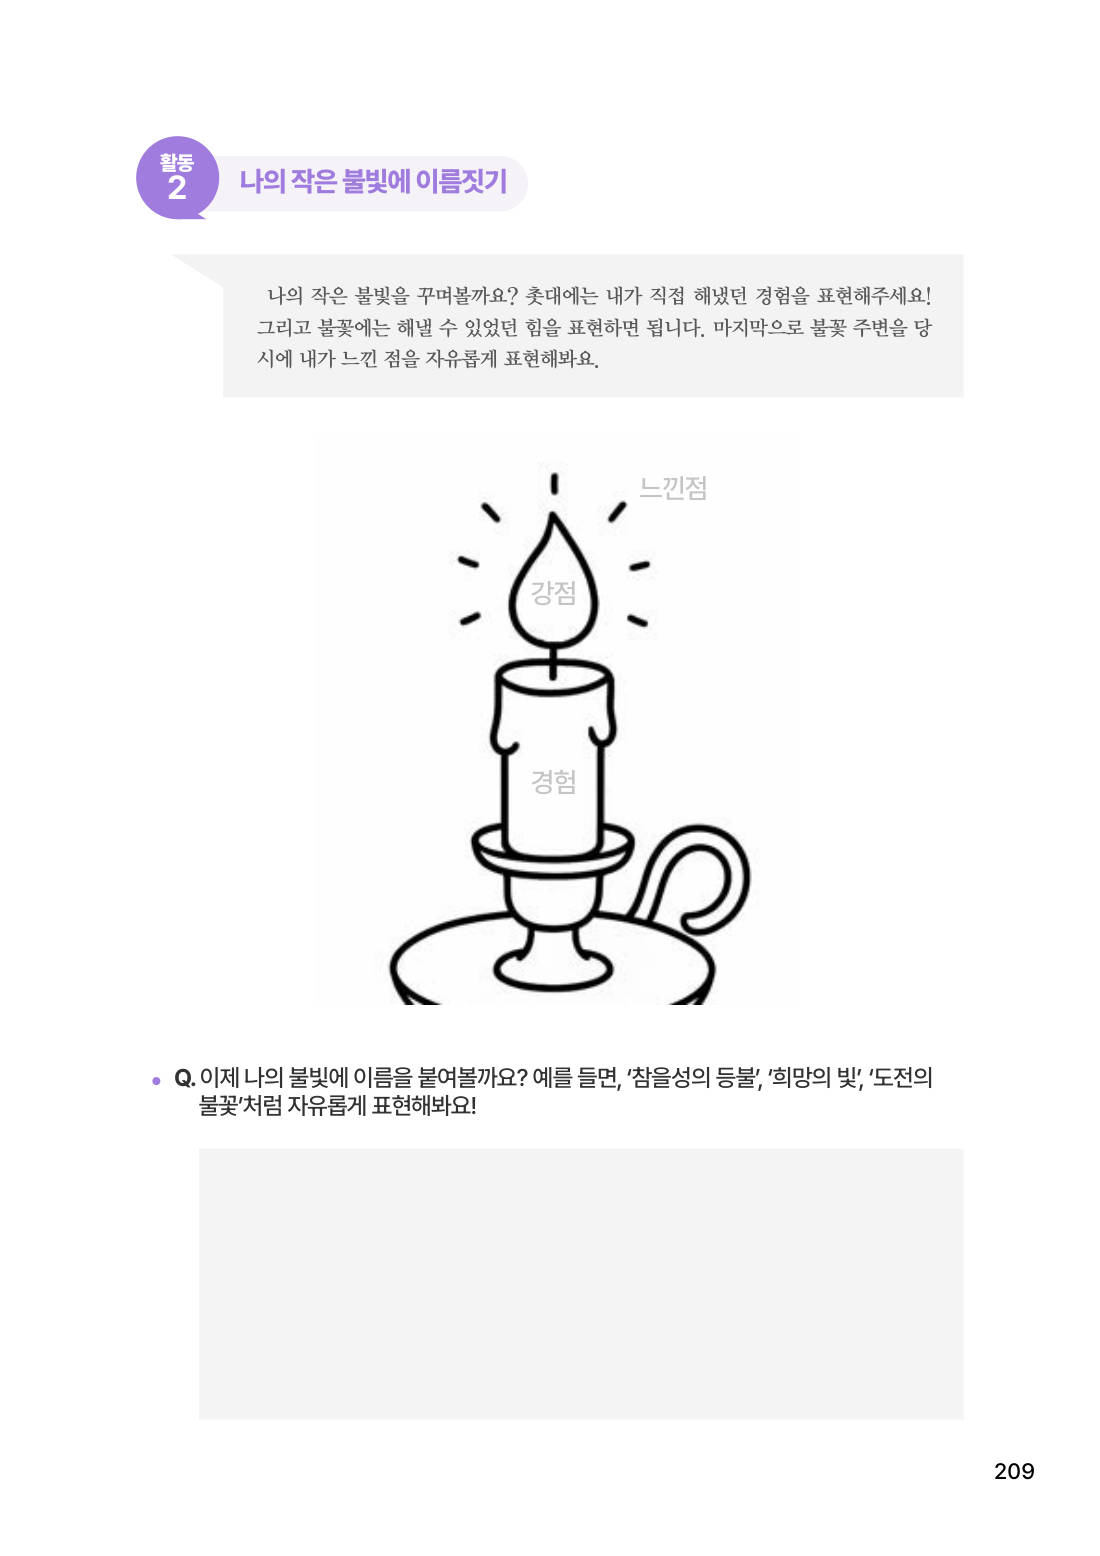 활동
2
나의 작은 불빛에 이름짓기
나의 작은 불빛을 꾸며볼까요? 촛대에는 내가 직접 해냈던 경험을 표현해주세요!
그리고 불꽃에는 해낼 수 있었던 힘을 표현하면 됩니다. 마지막으로 불꽃 주변을 당
시에 내가 느낀 점을 자유롭게 표현해봐요.
느낀점
강점
경험
• Q. 이제 나의 불빛에 이름을 붙여볼까요? 예를 들면, ‘참을성의 등불’, ‘희망의 빛’, ‘도전의
불꽃’처럼 자유롭게 표현해봐요!
209